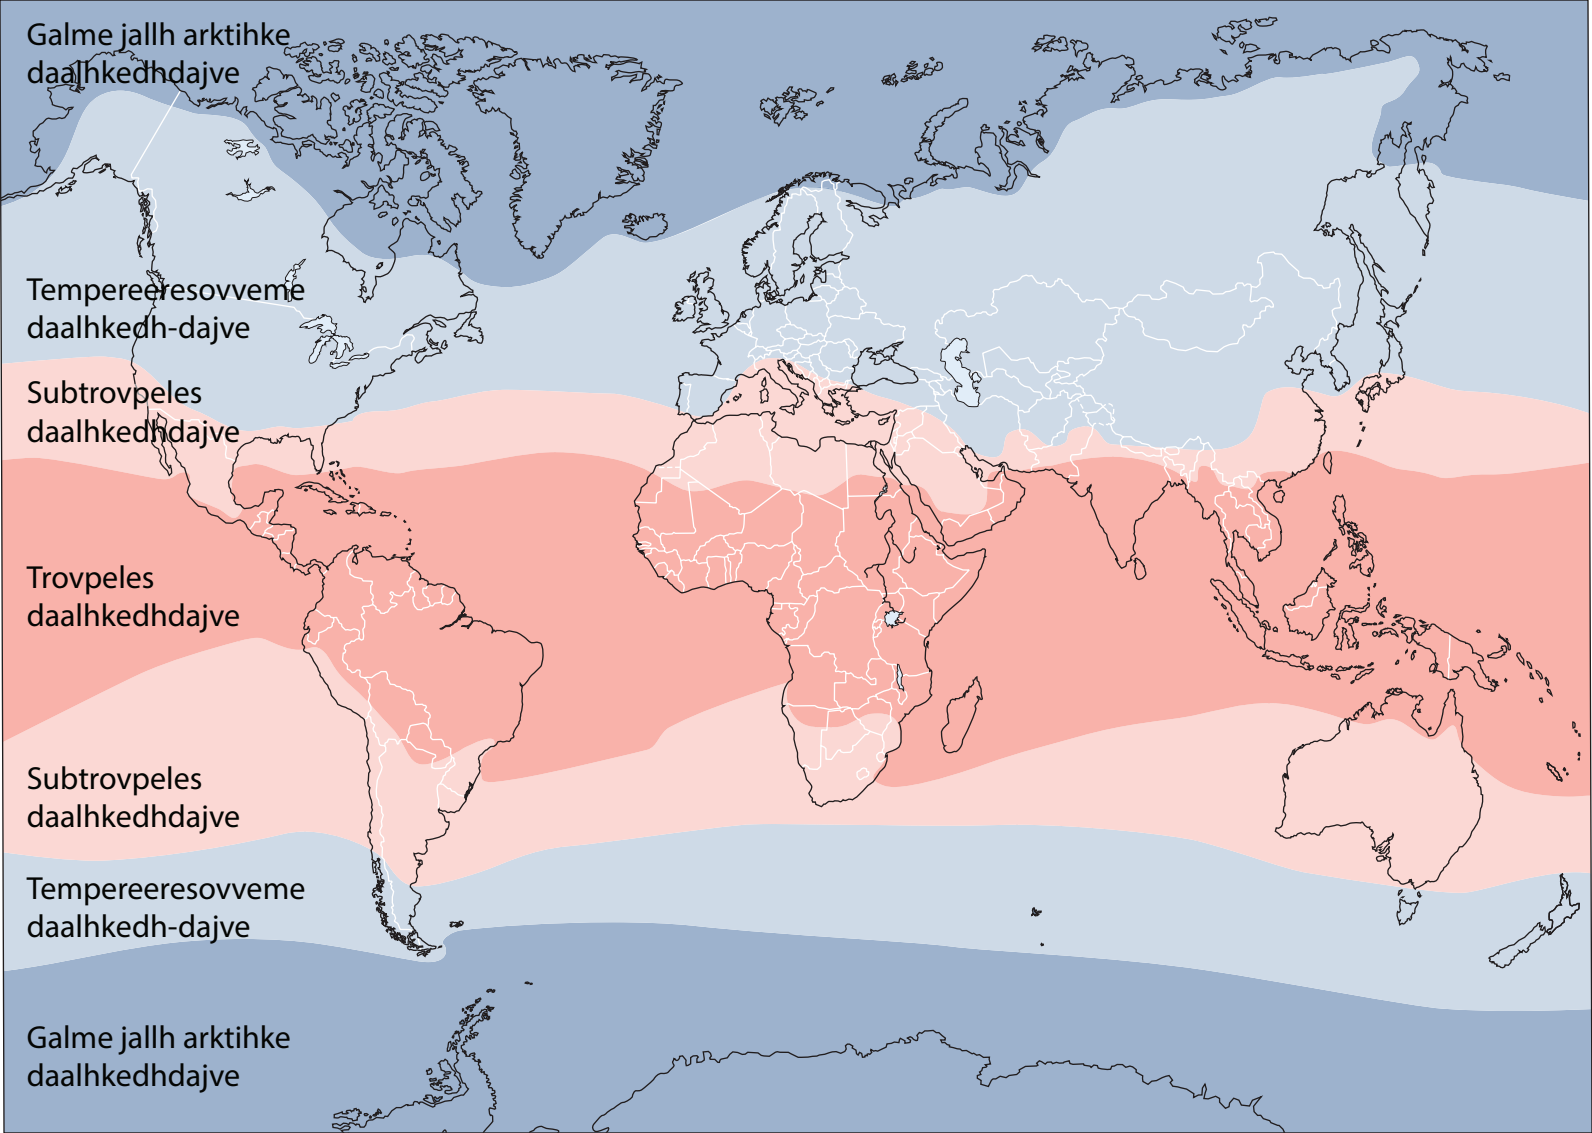 Galme jallh arktihke
daalhkedhdajve
Tempereeresovveme
daalhkedh-dajve
Subtrovpeles
daalhkedhdajve
Trovpeles
daalhkedhdajve
Subtrovpeles
daalhkedhdajve
Tempereeresovveme
daalhkedh-dajve
Galme jallh arktihke
daalhkedhdajve